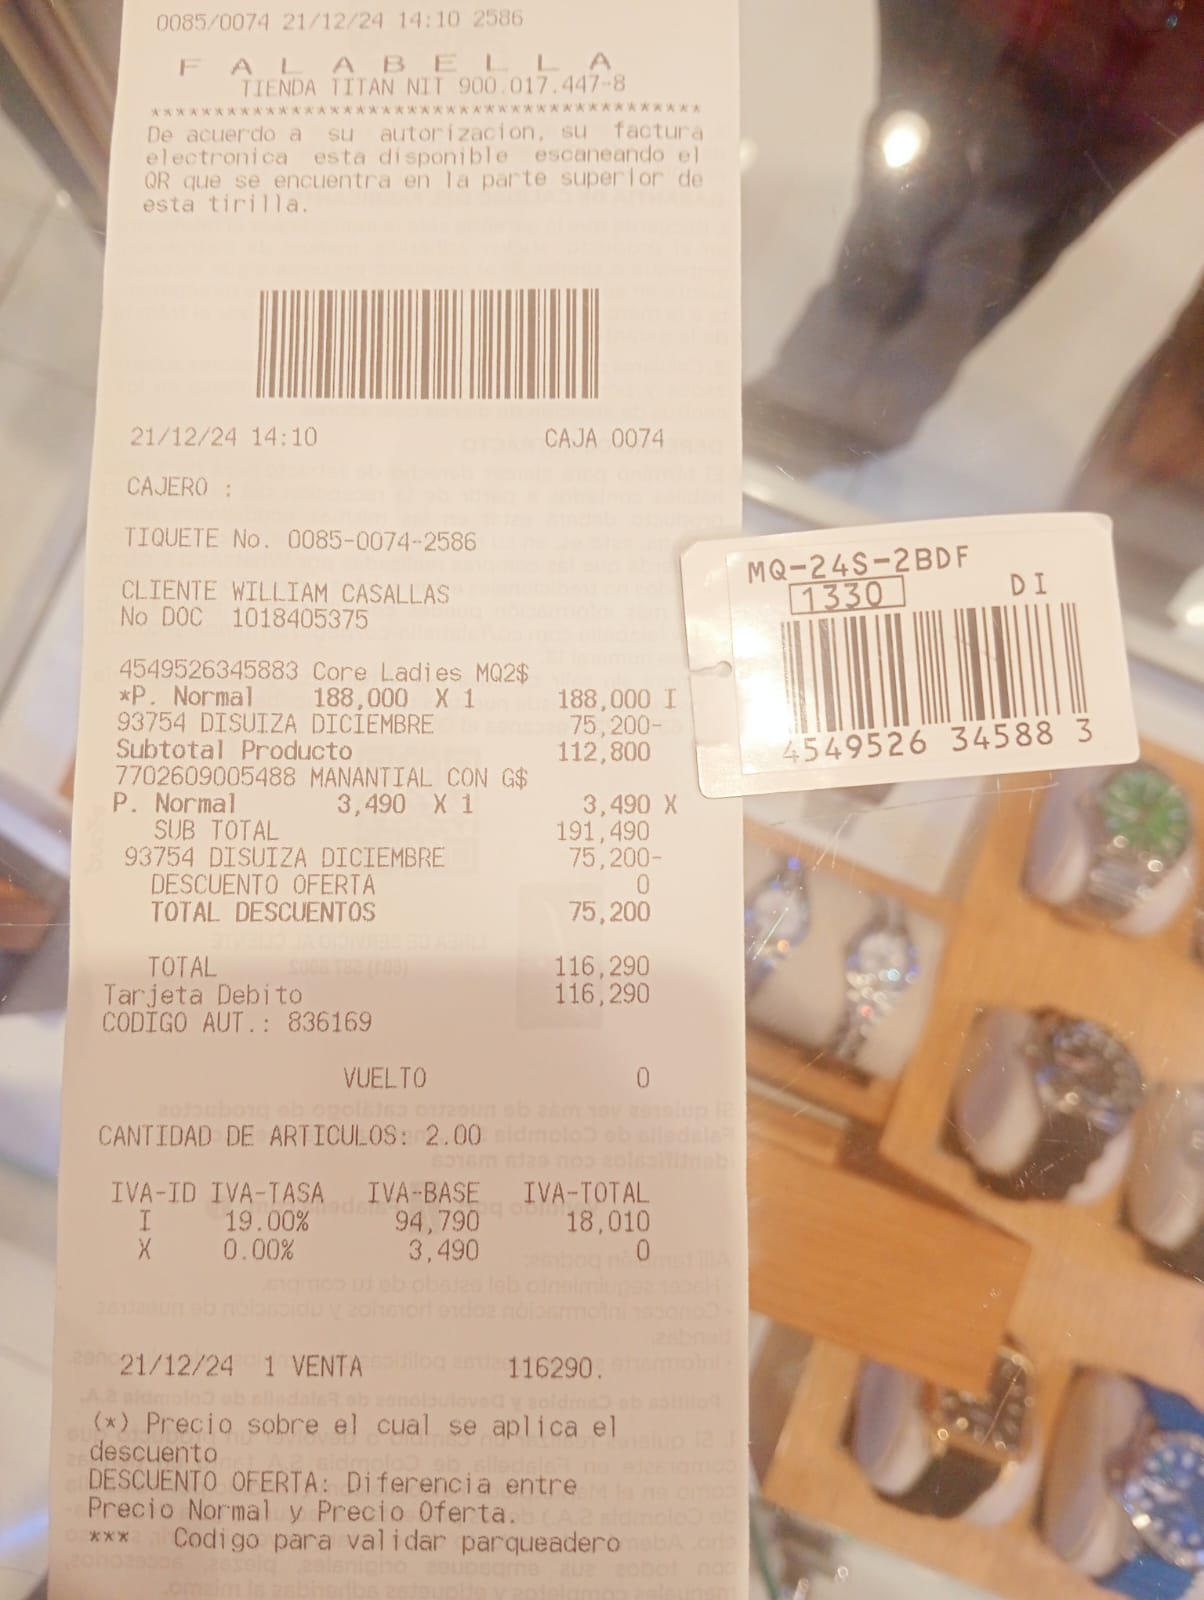 0085/0074 21/12/24 14:10 2586
F A L A B E L L A
TIENDA TITAN NIT 900.017.447-8
*******************************************
De acuerdo a su autorizacion, su factura
electronica esta disponible escaneando el
QR que se encuentra en la parte superior de
esta tirilla.
21/12/24 14:10 CAJA 0074
CAJERO :
TIQUETE No. 0085-0074-2586
CLIENTE WILLIAM CASALLAS
No DOC 1018405375
4549526345883 Core Ladies MQ2$
*P. Normal 188,000 X 1 188,000 I
93754 DISUIZA DICIEMBRE 75,200-
Subtotal Producto 112,800
7702609005488 MANANTIAL CON G$
P. Normal 3,490 X 1 3,490 X
SUB TOTAL 191,490
93754 DISUIZA DICIEMBRE 75,200-
DESCUENTO OFERTA 0
TOTAL DESCUENTOS 75,200
TOTAL 116,290
Tarjeta Debito 116,290
CODIGO AUT.: 836169
VUELTO 0
CANTIDAD DE ARTICULOS: 2.00
IVA-ID IVA-TASA IVA-BASE IVA-TOTAL
I 19.00% 94,790 18,010
X 0.00% 3,490 0
21/12/24 1 VENTA 116290.
(*) Precio sobre el cual se aplica el
descuento
DESCUENTO OFERTA: Diferencia entre
Precio Normal y Precio Oferta.
*** Codigo para validar parqueadero
MQ-24S-2BDF
1330 DI
4549526 34588 3